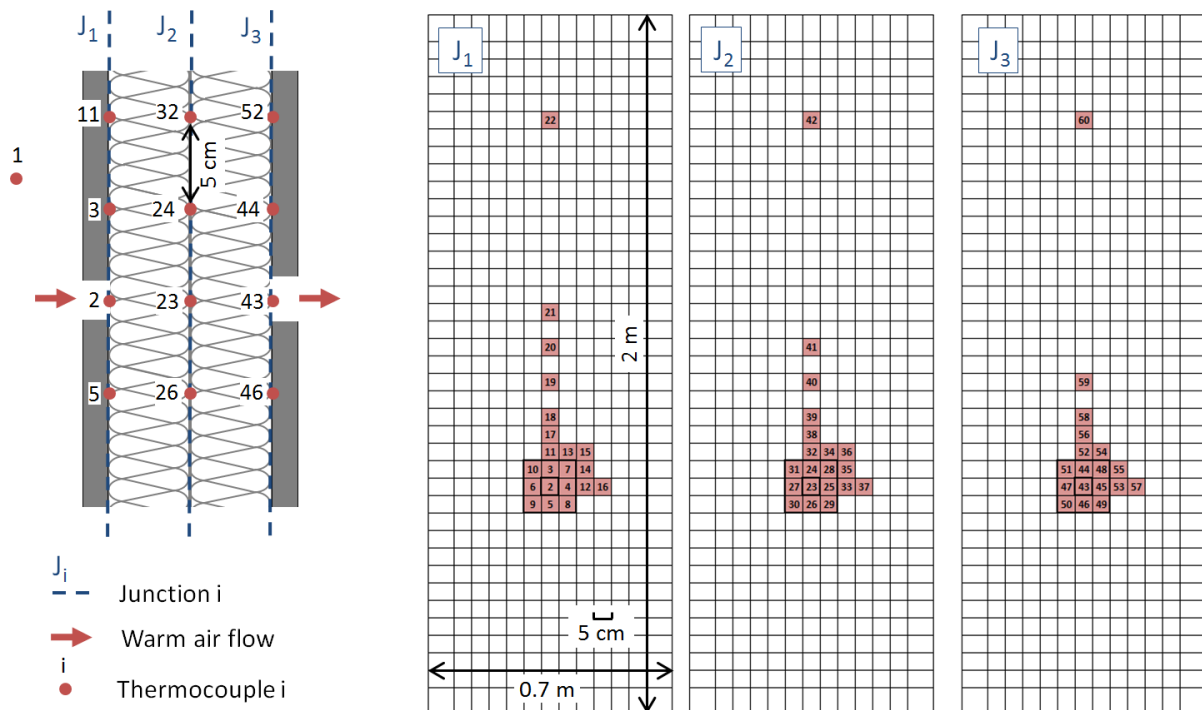 J1 J2 J3
11 32 52
1
5 cm
3 24 44
2 23 43
5 26 46
Ji
Junction i
Warm air flow
i
Thermocouple i
J1
22
21
20
19
18
17
11 13 15
10 3 7 14
6 2 4 12 16
9 5 8
5 cm
0.7 m
2 m
J2
42
41
40
39
38
32 34 36
31 24 28 35
27 23 25 33 37
30 26 29
J3
60
59
58
56
52 54
51 44 48 55
47 43 45 53 57
50 46 49